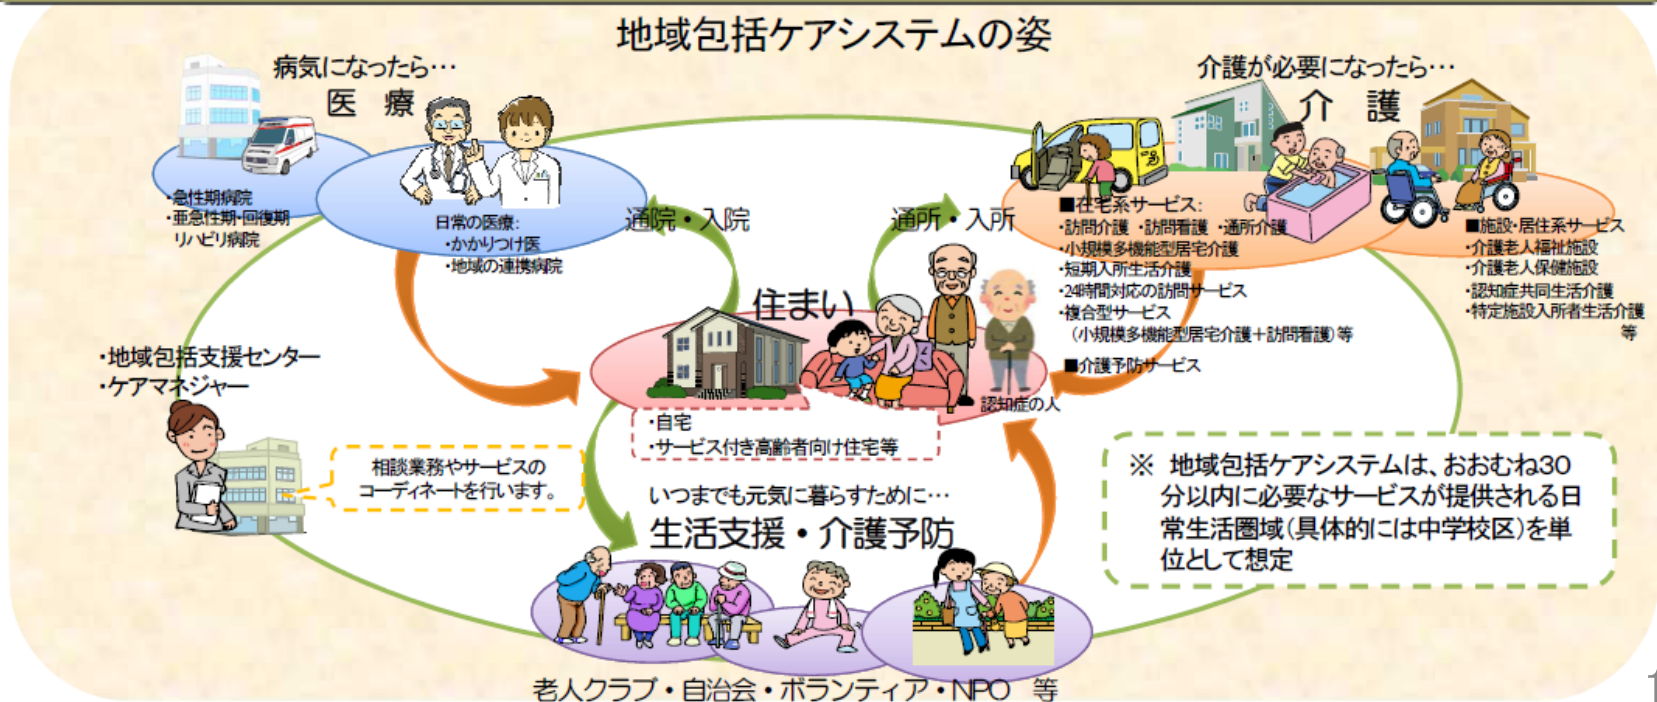 地域包括ケアシステムの姿
病気になったら…
医 療
・急性期病院
・亜急性期・回復期
リハビリ病院
日常の医療：
・かかりつけ医
・地域の連携病院
通院・入院
通所・入所
介護が必要になったら…
介 護
■在宅系サービス：
・訪問介護 ・訪問看護 ・通所介護
・小規模多機能型居宅介護
・短期入所生活介護
・24時間対応の訪問サービス
・複合型サービス
（小規模多機能型居宅介護＋訪問看護）等
■介護予防サービス
■施設・居住系サービス
・介護老人福祉施設
・介護老人保健施設
・認知症共同生活介護
・特定施設入所者生活介護
等
住まい
認知症の人
・自宅
・サービス付き高齢者向け住宅等
・地域包括支援センター
・ケアマネジャー
相談業務やサービスの
コーディネートを行います。
いつまでも元気に暮らすために…
生活支援・介護予防
老人クラブ・自治会・ボランティア・NPO 等
※ 地域包括ケアシステムは、おおむね30
分以内に必要なサービスが提供される日
常生活圏域（具体的には中学校区）を単
位として想定